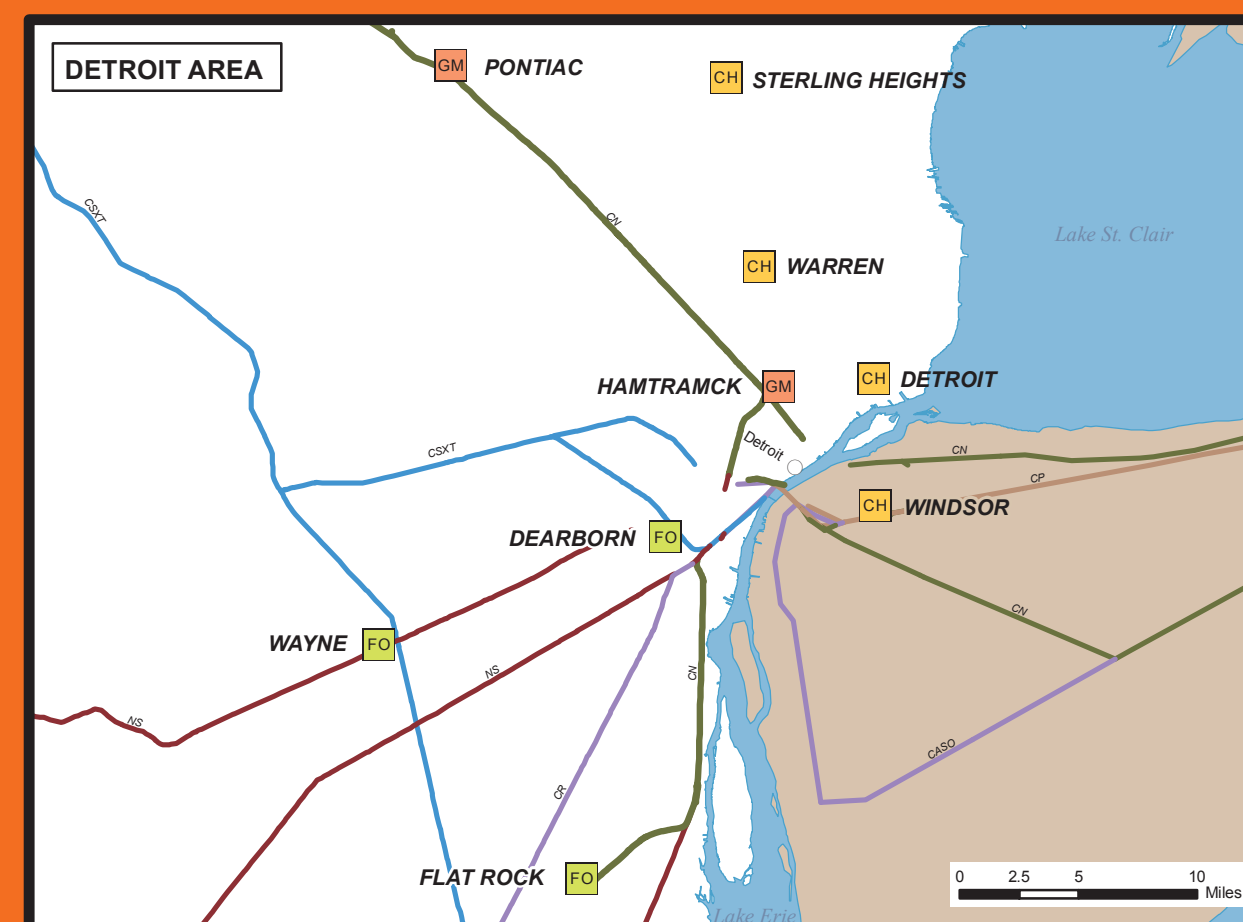 DETROIT AREA
GM PONTIAC
CH STERLING HEIGHTS
CSXT
CN
Lake St. Clair
CH WARREN
HAMTRAMCK GM
CH DETROIT
Detroit
CSXT
CN
CP
CH WINDSOR
DEARBORN FO
CN
WAYNE FO
NS
CN
NS
CASO
CR
FLAT ROCK FO
0 2.5 5 10
Miles
Lake Erie